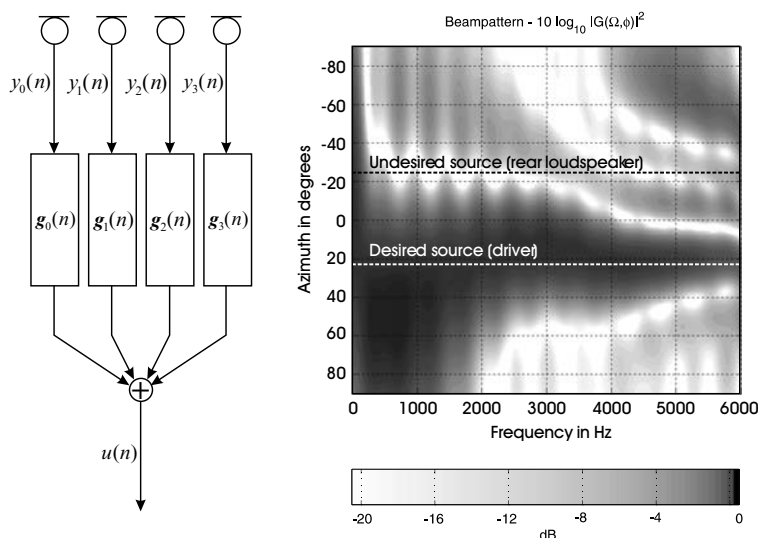 y₀(n) y₁(n) y₂(n) y₃(n)
g₀(n) g₁(n) g₂(n) g₃(n)
+
u(n)
Beampattern - 10 log₁₀ |G(Ω,ϕ)|²
Azimuth in degrees
-80
-60
-40
-20
0
20
40
60
80
Undesired source (rear loudspeaker)
Desired source (driver)
0 1000 2000 3000 4000 5000 6000
Frequency in Hz
-20 -16 -12 -8 -4 0
dB